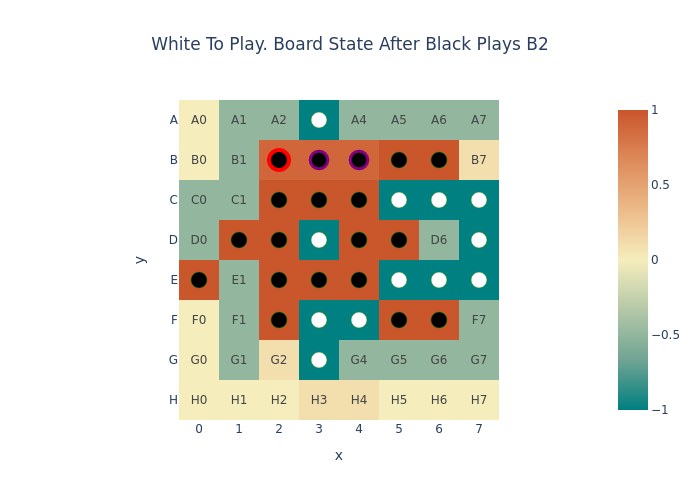 White To Play. Board State After Black Plays B2
A A0 A1 A2 A4 A5 A6 A7 1
B B0 B1 B7
C C0 C1 0.5
D D0 D6
y
E E1 0
F F0 F1 F7 −0.5
G G0 G1 G2 G4 G5 G6 G7
H H0 H1 H2 H3 H4 H5 H6 H7 −1
0 1 2 3 4 5 6 7
x